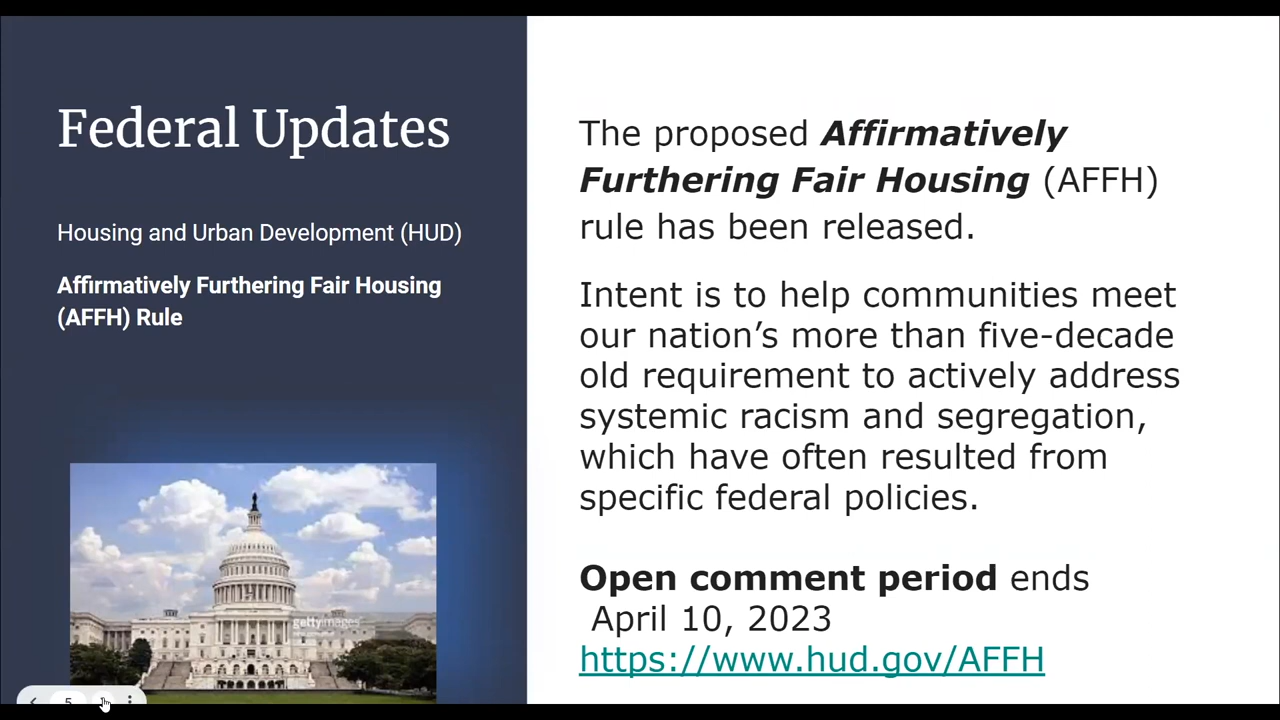 Federal Updates
Housing and Urban Development (HUD)
Affirmatively Furthering Fair Housing
(AFFH) Rule
The proposed Affirmatively
Furthering Fair Housing (AFFH)
rule has been released.
Intent is to help communities meet
our nation’s more than five-decade
old requirement to actively address
systemic racism and segregation,
which have often resulted from
specific federal policies.
Open comment period ends
April 10, 2023
https://www.hud.gov/AFFH
gettyimages
5